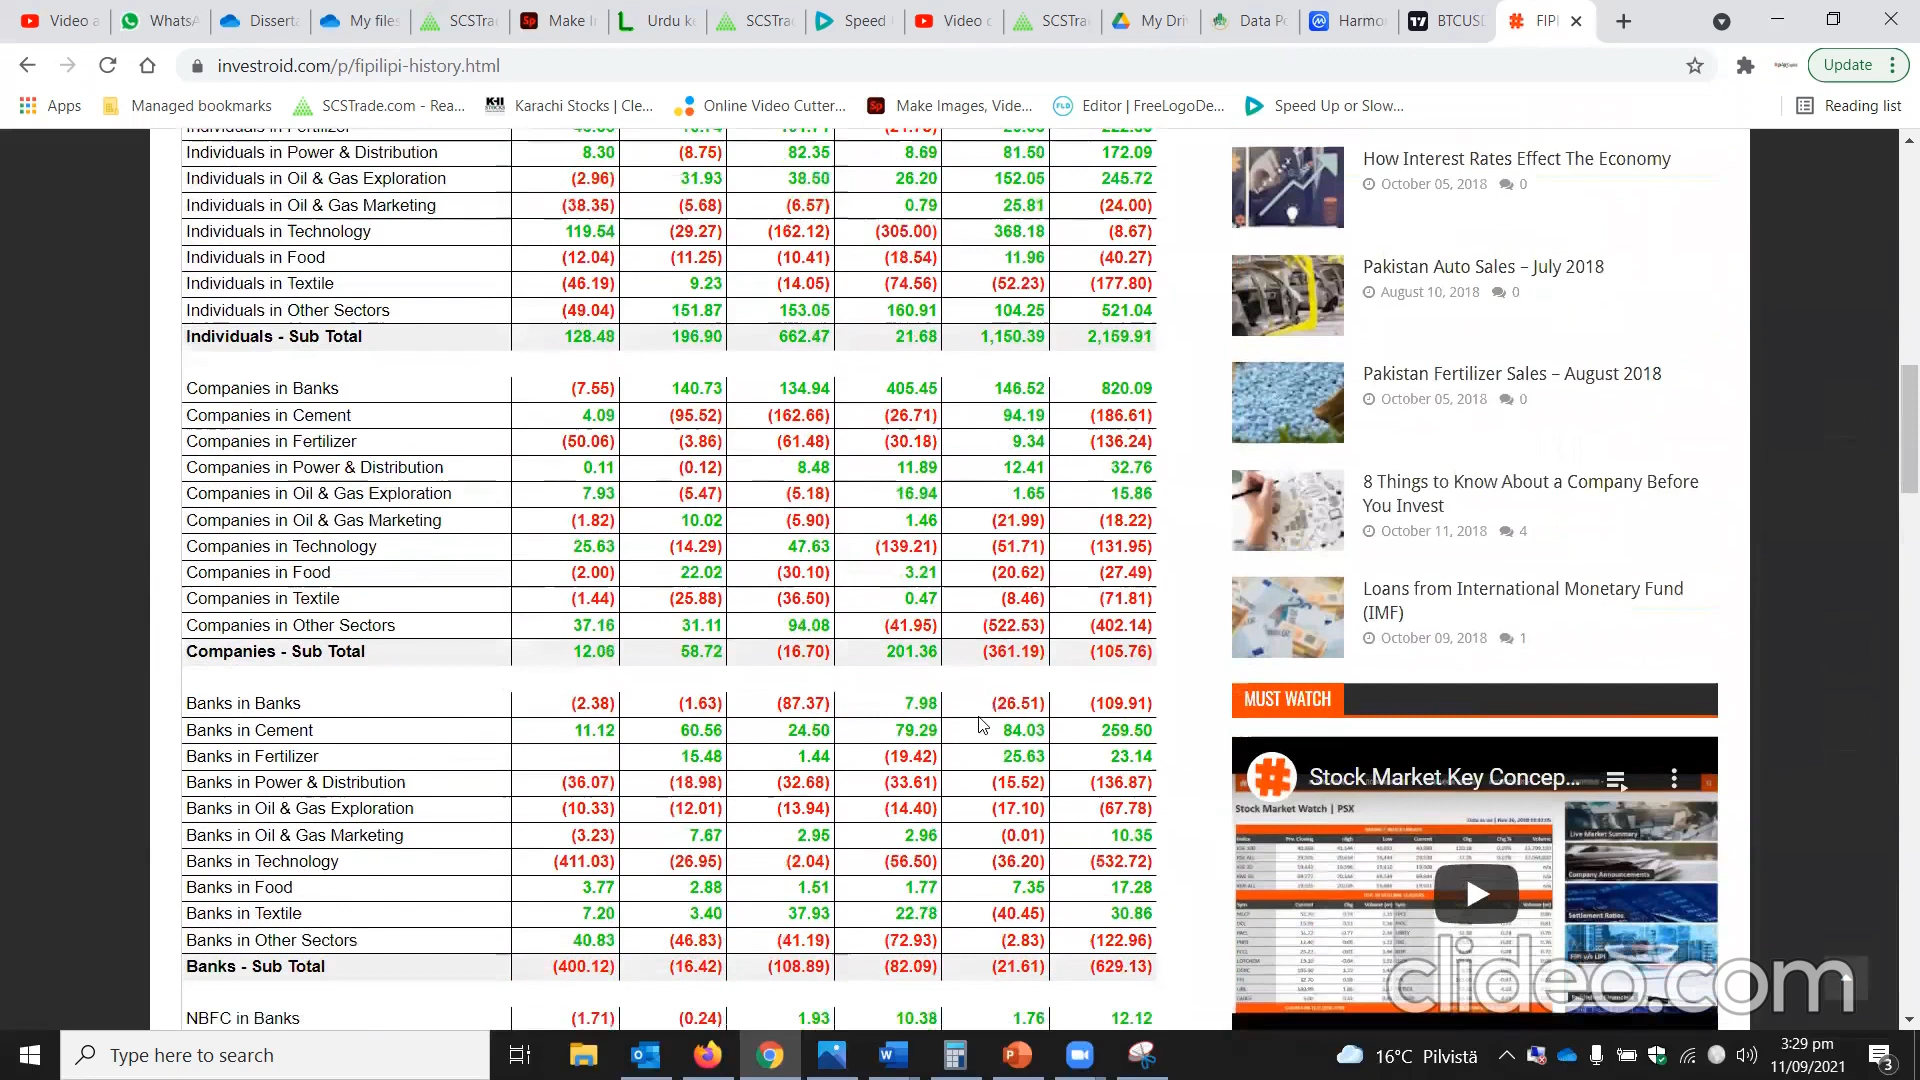 Video a
WhatsA
Disserta
My files
SCSTra
Make I
Urdu ke
SCSTra
Speed
Video c
SCSTra
My Dri
Data Po
Harmo
BTCUSD
FIPI
investroid.com/p/fipilipi-history.html
Update
Apps
Managed bookmarks
SCSTrade.com - Rea...
Karachi Stocks | Cle...
Online Video Cutter...
Make Images, Vide...
Editor | FreeLogoDe...
Speed Up or Slow...
Reading list
Individuals in Power & Distribution 8.30 (8.75) 82.35 8.69 81.50 172.09
Individuals in Oil & Gas Exploration (2.96) 31.93 38.50 26.20 152.05 245.72
Individuals in Oil & Gas Marketing (38.35) (5.68) (6.57) 0.79 25.81 (24.00)
Individuals in Technology 119.54 (29.27) (162.12) (305.00) 368.18 (8.67)
Individuals in Food (12.04) (11.25) (10.41) (18.54) 11.96 (40.27)
Individuals in Textile (46.19) 9.23 (14.05) (74.56) (52.23) (177.80)
Individuals in Other Sectors (49.04) 151.87 153.05 160.91 104.25 521.04
Individuals - Sub Total 128.48 196.90 662.47 21.68 1,150.39 2,159.91
Companies in Banks (7.55) 140.73 134.94 405.45 146.52 820.09
Companies in Cement 4.09 (95.52) (162.66) (26.71) 94.19 (186.61)
Companies in Fertilizer (50.06) (3.86) (61.48) (30.18) 9.34 (136.24)
Companies in Power & Distribution 0.11 (0.12) 8.48 11.89 12.41 32.76
Companies in Oil & Gas Exploration 7.93 (5.47) (5.18) 16.94 1.65 15.86
Companies in Oil & Gas Marketing (1.82) 10.02 (5.90) 1.46 (21.99) (18.22)
Companies in Technology 25.63 (14.29) 47.63 (139.21) (51.71) (131.95)
Companies in Food (2.00) 22.02 (30.10) 3.21 (20.62) (27.49)
Companies in Textile (1.44) (25.88) (36.50) 0.47 (8.46) (71.81)
Companies in Other Sectors 37.16 31.11 94.08 (41.95) (522.53) (402.14)
Companies - Sub Total 12.06 58.72 (16.70) 201.36 (361.19) (105.76)
Banks in Banks (2.38) (1.63) (87.37) 7.98 (26.51) (109.91)
Banks in Cement 11.12 60.56 24.50 79.29 84.03 259.50
Banks in Fertilizer 15.48 1.44 (19.42) 25.63 23.14
Banks in Power & Distribution (36.07) (18.98) (32.68) (33.61) (15.52) (136.87)
Banks in Oil & Gas Exploration (10.33) (12.01) (13.94) (14.40) (17.10) (67.78)
Banks in Oil & Gas Marketing (3.23) 7.67 2.95 2.96 (0.01) 10.35
Banks in Technology (411.03) (26.95) (2.04) (56.50) (36.20) (532.72)
Banks in Food 3.77 2.88 1.51 1.77 7.35 17.28
Banks in Textile 7.20 3.40 37.93 22.78 (40.45) 30.86
Banks in Other Sectors 40.83 (46.83) (41.19) (72.93) (2.83) (122.96)
Banks - Sub Total (400.12) (16.42) (108.89) (82.09) (21.61) (629.13)
NBFC in Banks (1.71) (0.24) 1.93 10.38 1.76 12.12
How Interest Rates Effect The Economy
October 05, 2018 0
Pakistan Auto Sales – July 2018
August 10, 2018 0
Pakistan Fertilizer Sales – August 2018
October 05, 2018 0
8 Things to Know About a Company Before
You Invest
October 11, 2018 4
Loans from International Monetary Fund
(IMF)
October 09, 2018 1
MUST WATCH
Stock Market Key Concep...
Stock Market Watch | PSX
Live Market Summary
Company Announcements
Settlement Ratios
clideo.com
Type here to search
16°C Pilvistä
3:29 pm
11/09/2021
3